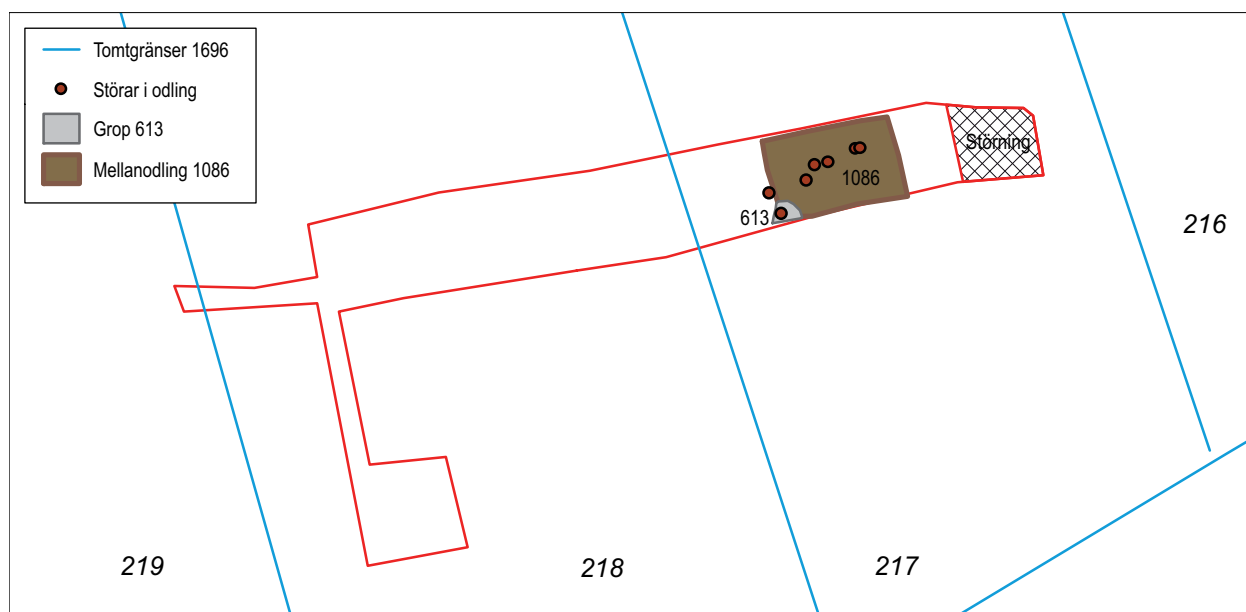 Tomtgränser 1696
Störar i odling
Grop 613
Mellanodling 1086
Störning
1086
613
216
219
218
217